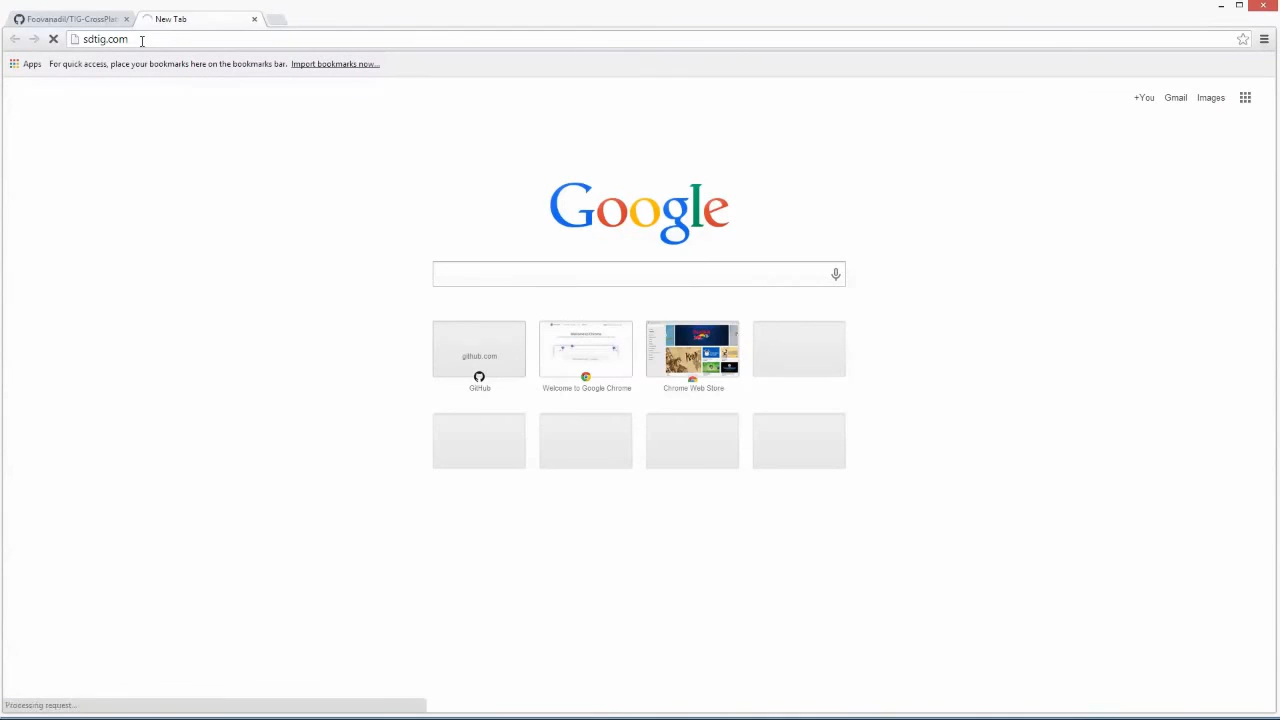 Foovanadil/TIG-CrossPlat
New Tab
sdtig.com
Apps For quick access, place your bookmarks here on the bookmarks bar. Import bookmarks now...
+You Gmail Images
Google
github.com
GitHub Welcome to Google Chrome Chrome Web Store
Processing request...